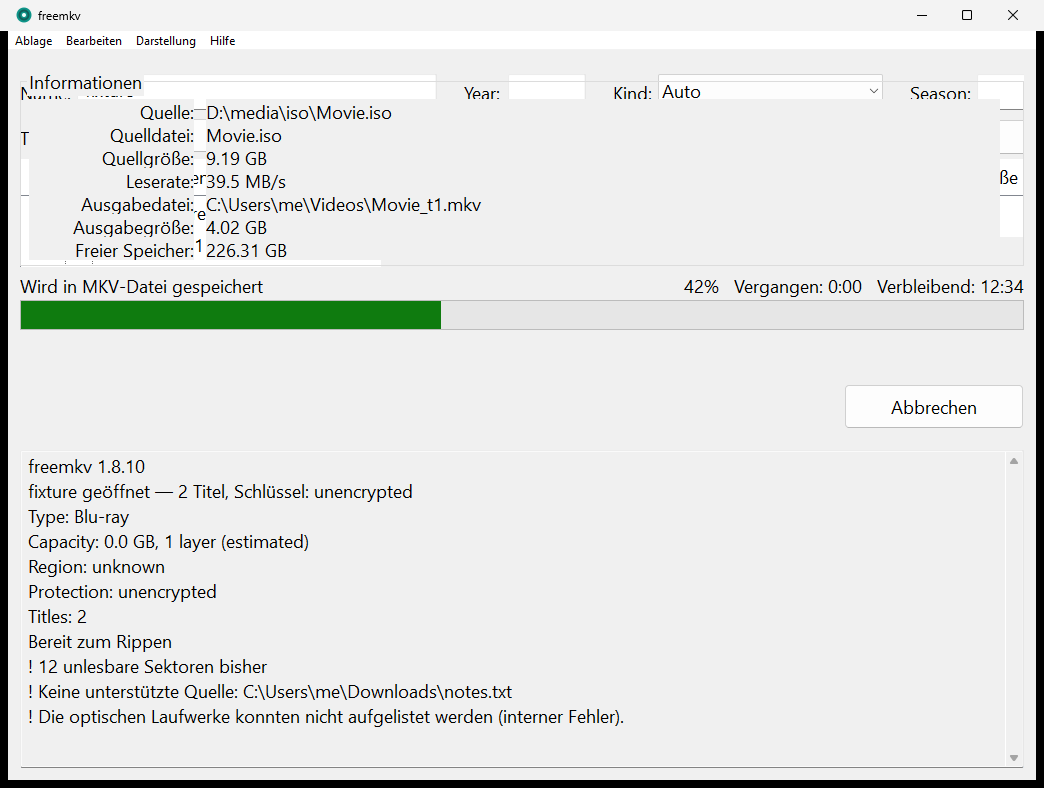 freemkv
Ablage Bearbeiten Darstellung Hilfe
Informationen
Year: Kind: Auto Season:
Quelle: D:\media\iso\Movie.iso
Quelldatei: Movie.iso
Quellgröße: 9.19 GB
Leserate: 39.5 MB/s
Ausgabedatei: C:\Users\me\Videos\Movie_t1.mkv
Ausgabegröße: 4.02 GB
Freier Speicher: 226.31 GB
Wird in MKV-Datei gespeichert 42% Vergangen: 0:00 Verbleibend: 12:34
Abbrechen
freemkv 1.8.10
fixture geöffnet — 2 Titel, Schlüssel: unencrypted
Type: Blu-ray
Capacity: 0.0 GB, 1 layer (estimated)
Region: unknown
Protection: unencrypted
Titles: 2
Bereit zum Rippen
! 12 unlesbare Sektoren bisher
! Keine unterstützte Quelle: C:\Users\me\Downloads\notes.txt
! Die optischen Laufwerke konnten nicht aufgelistet werden (interner Fehler).